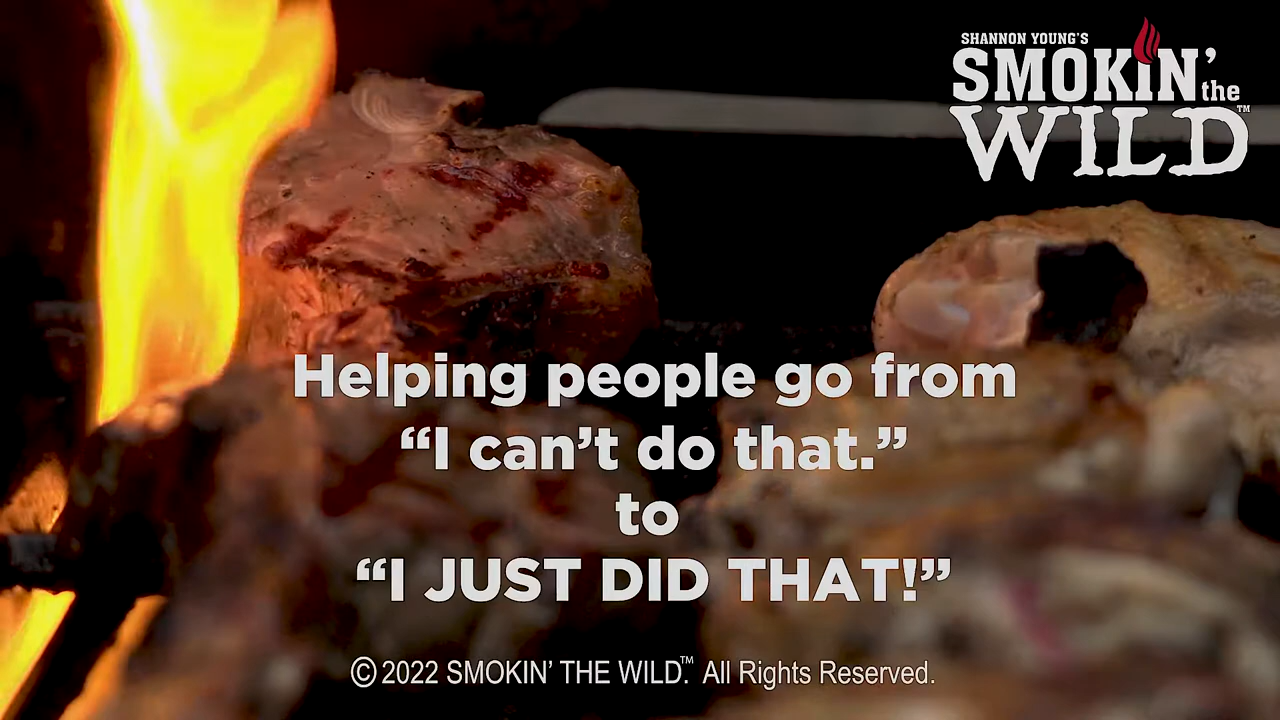 SHANNON YOUNG'S
SMOKIN' the
WILD™
Helping people go from
“I can’t do that.”
to
“I JUST DID THAT!”
© 2022 SMOKIN’ THE WILD™. All Rights Reserved.